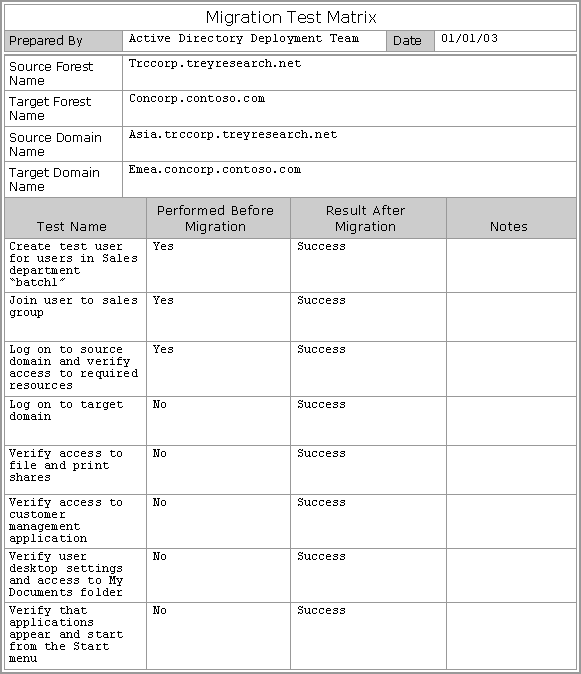 Migration Test Matrix
Prepared By Active Directory Deployment Team Date 01/01/03
Source Forest Trccorp.treyresearch.net
Name
Target Forest Concorp.contoso.com
Name
Source Domain Asia.trccorp.treyresearch.net
Name
Target Domain Emea.concorp.contoso.com
Name
Performed Before Result After
Test Name Migration Migration Notes
Create test user Yes Success
for users in Sales
department
"batch1"
Join user to sales Yes Success
group
Log on to source Yes Success
domain and verify
access to required
resources
Log on to target No Success
domain
Verify access to No Success
file and print
shares
Verify access to No Success
customer
management
application
Verify user No Success
desktop settings
and access to My
Documents folder
Verify that No Success
applications
appear and start
from the Start
menu